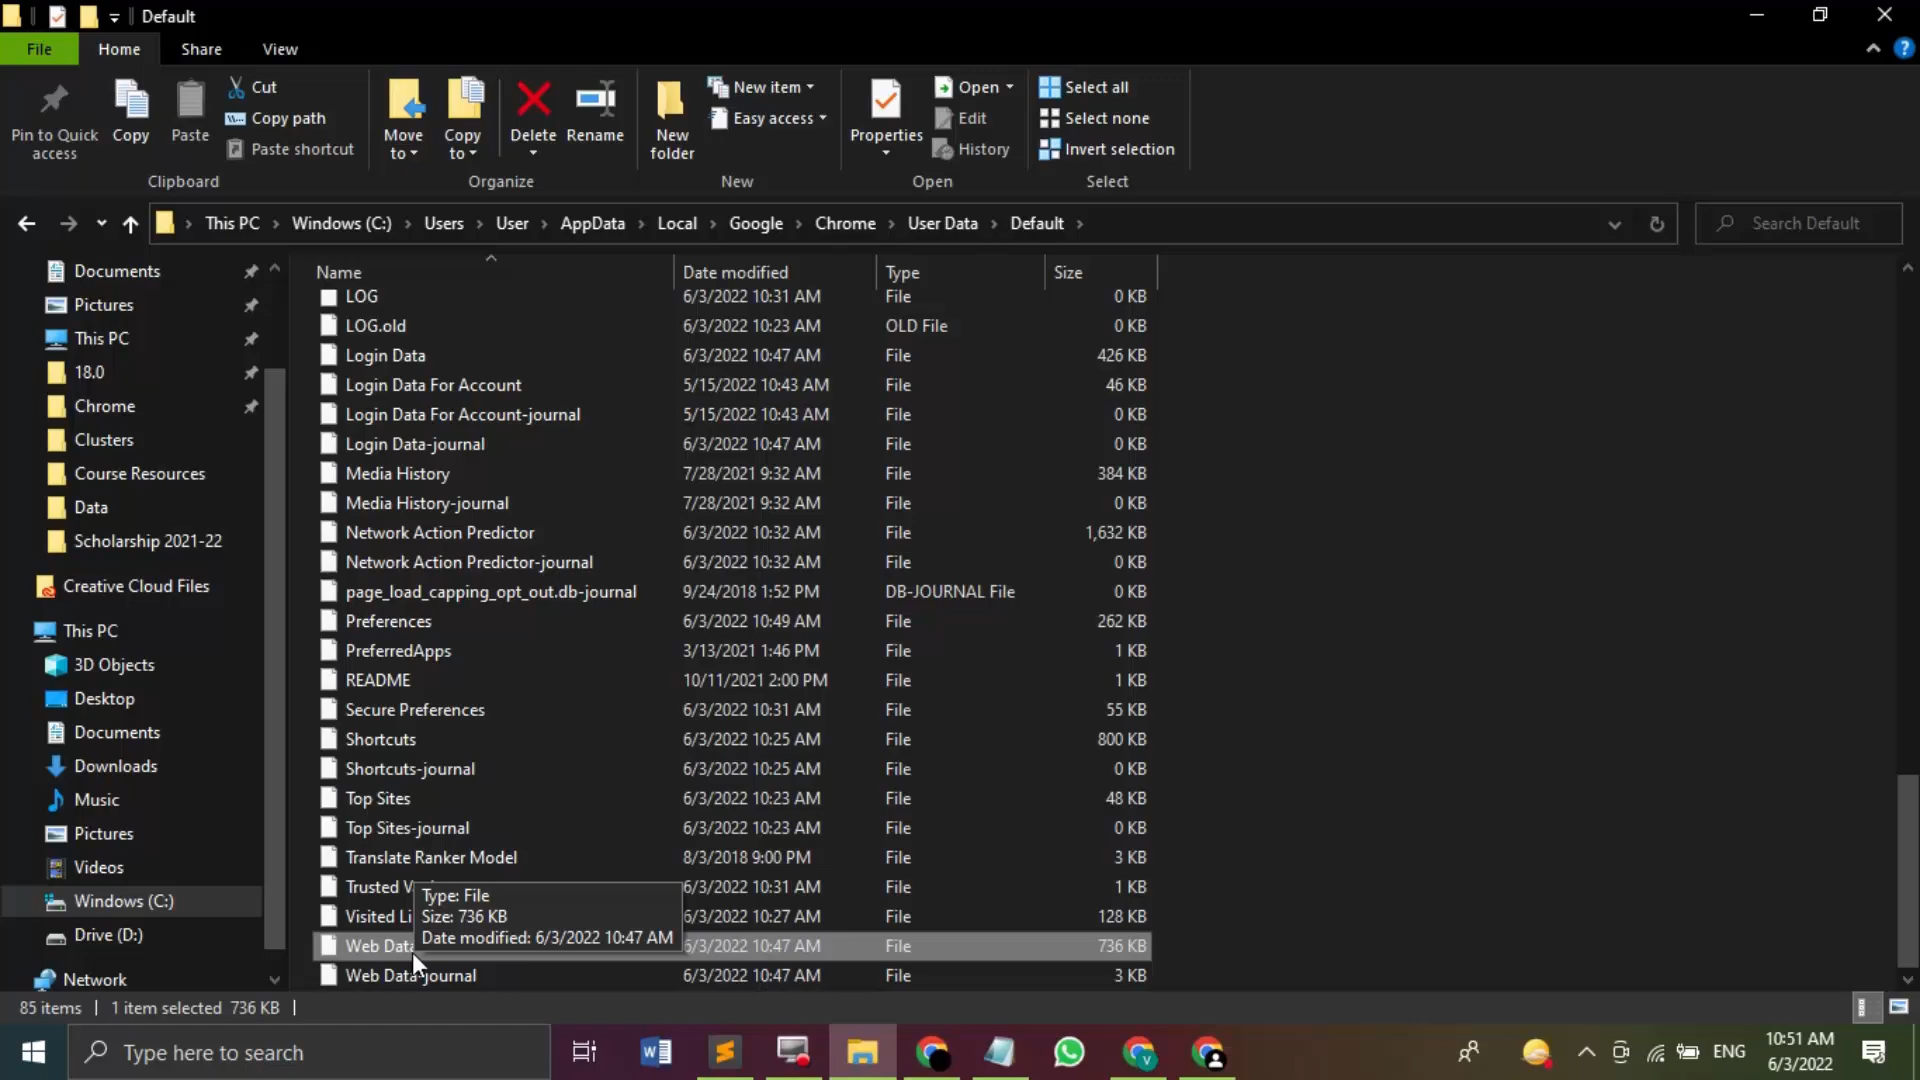 Default
File Home Share View
Pin to Quick access
Copy
Paste
Cut
Copy path
Paste shortcut
Clipboard
Move to
Copy to
Delete
Rename
Organize
New folder
New item
Easy access
New
Properties
Open
Edit
History
Open
Select all
Select none
Invert selection
Select
This PC › Windows (C:) › Users › User › AppData › Local › Google › Chrome › User Data › Default ›
Search Default
Documents
Pictures
This PC
18.0
Chrome
Clusters
Course Resources
Data
Scholarship 2021-22
Creative Cloud Files
This PC
3D Objects
Desktop
Documents
Downloads
Music
Pictures
Videos
Windows (C:)
Drive (D:)
Network
Name Date modified Type Size
LOG 6/3/2022 10:31 AM File 0 KB
LOG.old 6/3/2022 10:23 AM OLD File 0 KB
Login Data 6/3/2022 10:47 AM File 426 KB
Login Data For Account 5/15/2022 10:43 AM File 46 KB
Login Data For Account-journal 5/15/2022 10:43 AM File 0 KB
Login Data-journal 6/3/2022 10:47 AM File 0 KB
Media History 7/28/2021 9:32 AM File 384 KB
Media History-journal 7/28/2021 9:32 AM File 0 KB
Network Action Predictor 6/3/2022 10:32 AM File 1,632 KB
Network Action Predictor-journal 6/3/2022 10:32 AM File 0 KB
page_load_capping_opt_out.db-journal 9/24/2018 1:52 PM DB-JOURNAL File 0 KB
Preferences 6/3/2022 10:49 AM File 262 KB
PreferredApps 3/13/2021 1:46 PM File 1 KB
README 10/11/2021 2:00 PM File 1 KB
Secure Preferences 6/3/2022 10:31 AM File 55 KB
Shortcuts 6/3/2022 10:25 AM File 800 KB
Shortcuts-journal 6/3/2022 10:25 AM File 0 KB
Top Sites 6/3/2022 10:23 AM File 48 KB
Top Sites-journal 6/3/2022 10:23 AM File 0 KB
Translate Ranker Model 8/3/2018 9:00 PM File 3 KB
Trusted 6/3/2022 10:31 AM File 1 KB
Visited 6/3/2022 10:27 AM File 128 KB
Web Data 6/3/2022 10:47 AM File 736 KB
Web Data-journal 6/3/2022 10:47 AM File 3 KB
Type: File
Size: 736 KB
Date modified: 6/3/2022 10:47 AM
85 items | 1 item selected 736 KB |
Type here to search
ENG
10:51 AM
6/3/2022